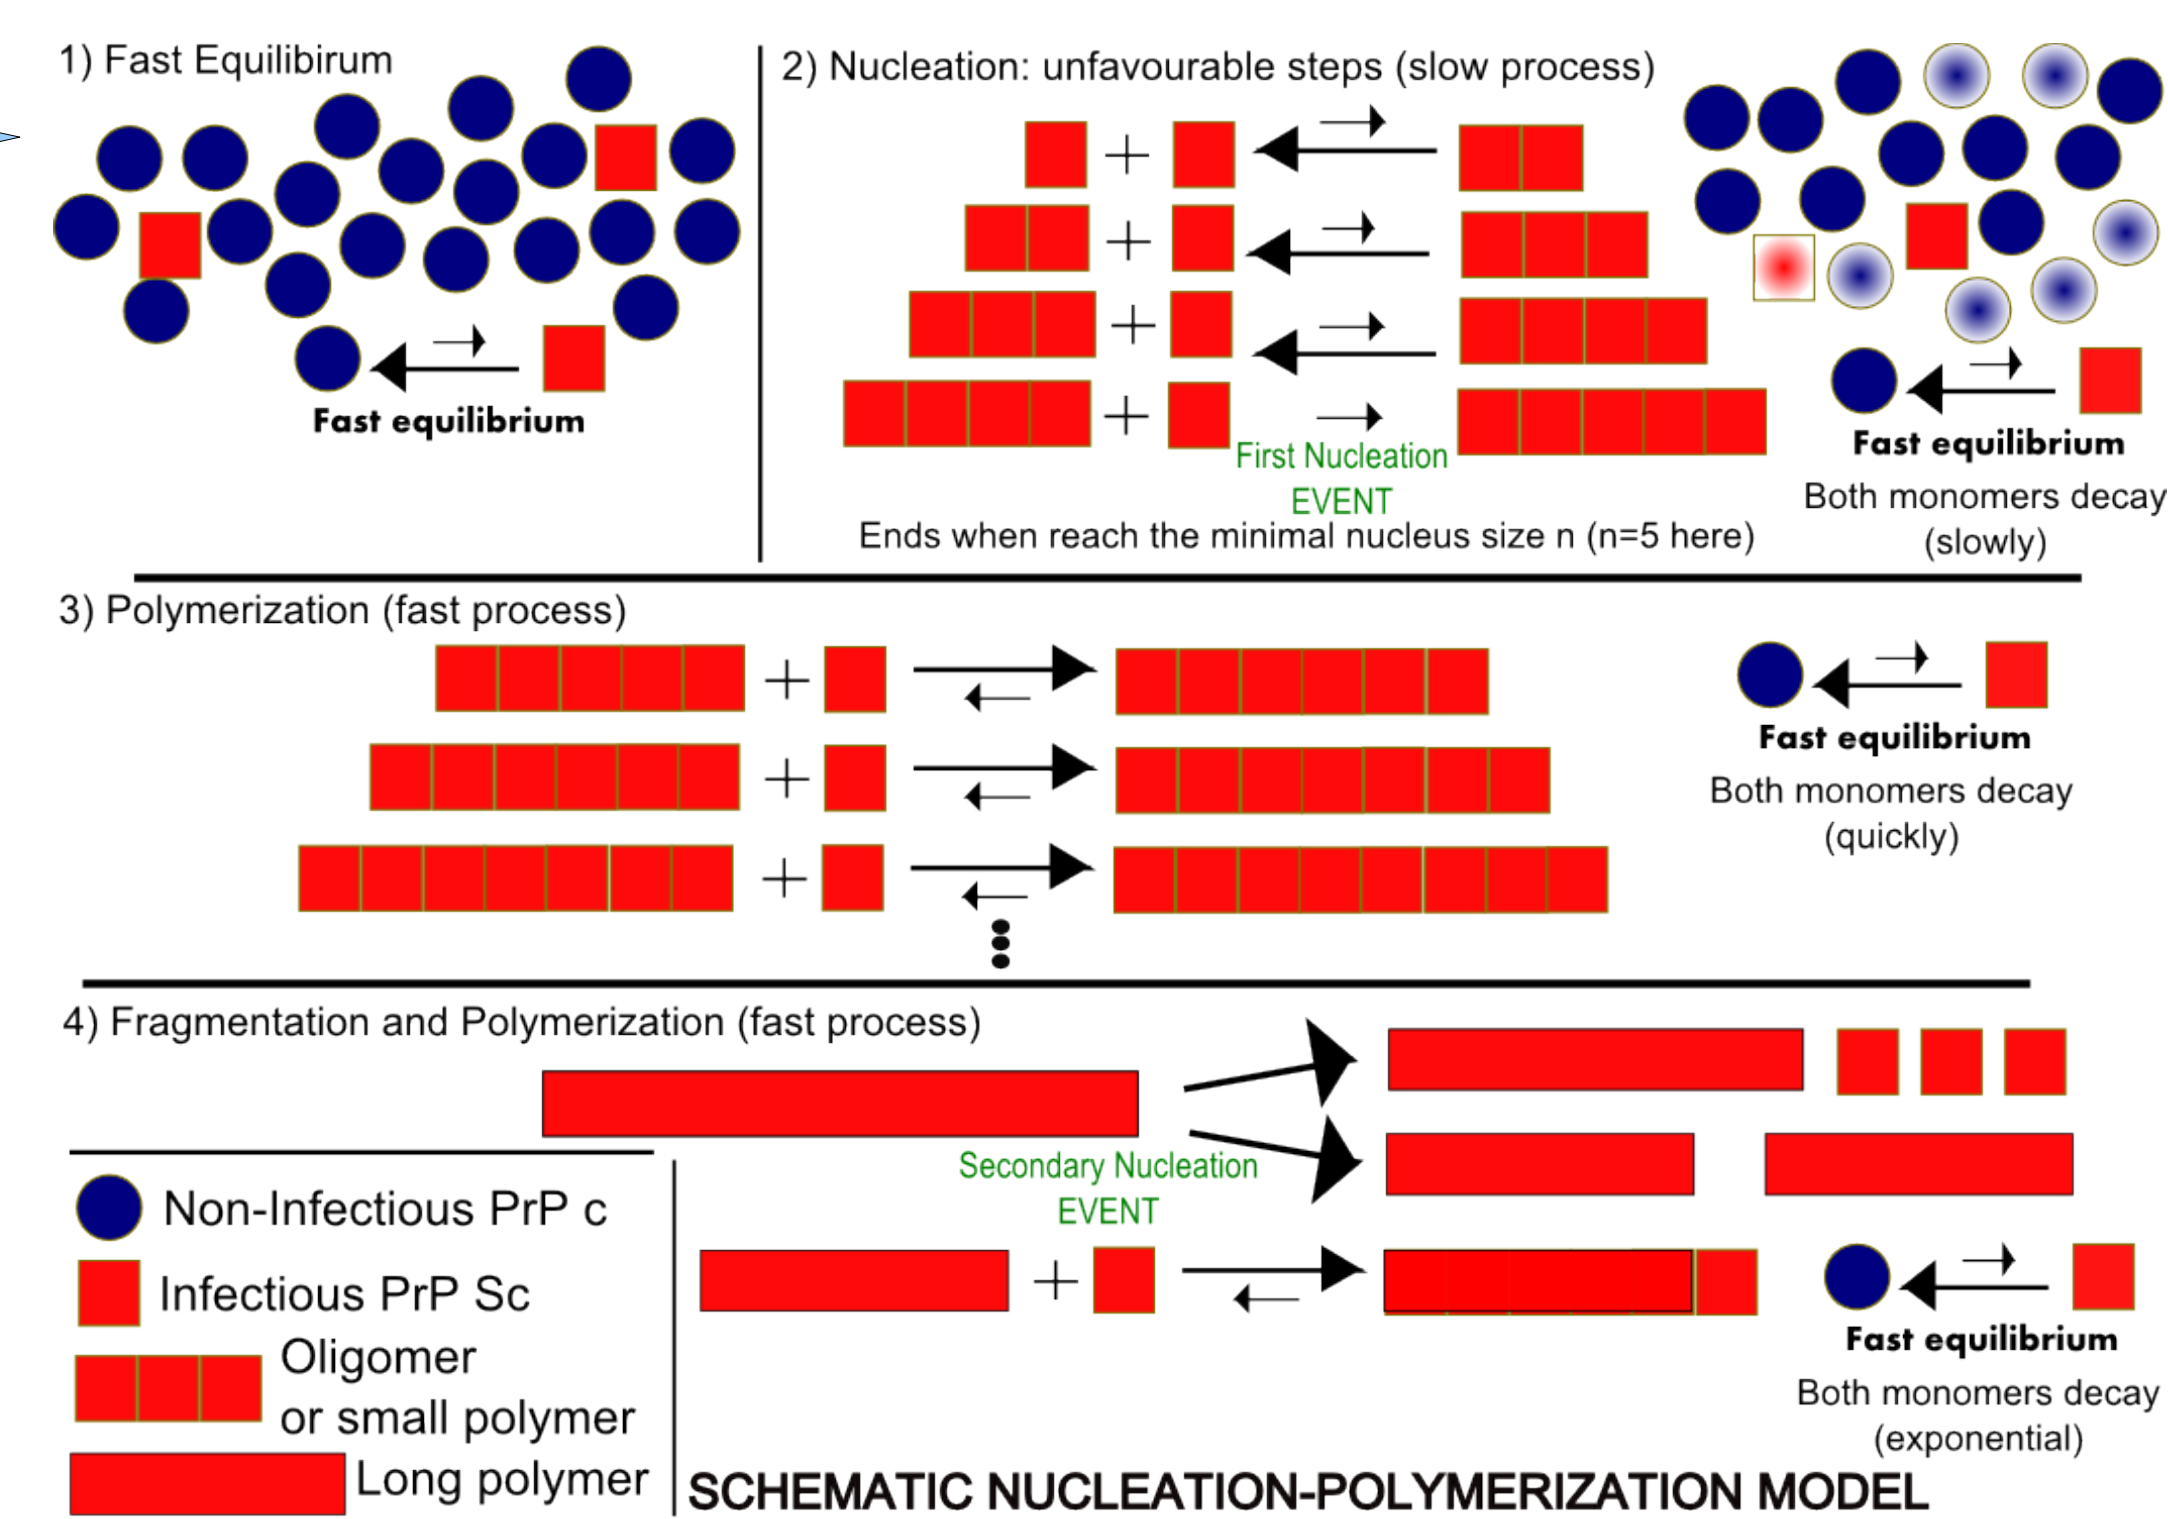 1) Fast Equilibirum
Fast equilibrium
2) Nucleation: unfavourable steps (slow process)
First Nucleation
EVENT
Ends when reach the minimal nucleus size n (n=5 here)
Fast equilibrium
Both monomers decay
(slowly)
3) Polymerization (fast process)
Fast equilibrium
Both monomers decay
(quickly)
4) Fragmentation and Polymerization (fast process)
Secondary Nucleation
EVENT
Fast equilibrium
Both monomers decay
(exponential)
Non-Infectious PrP c
Infectious PrP Sc
Oligomer
or small polymer
Long polymer
SCHEMATIC NUCLEATION-POLYMERIZATION MODEL